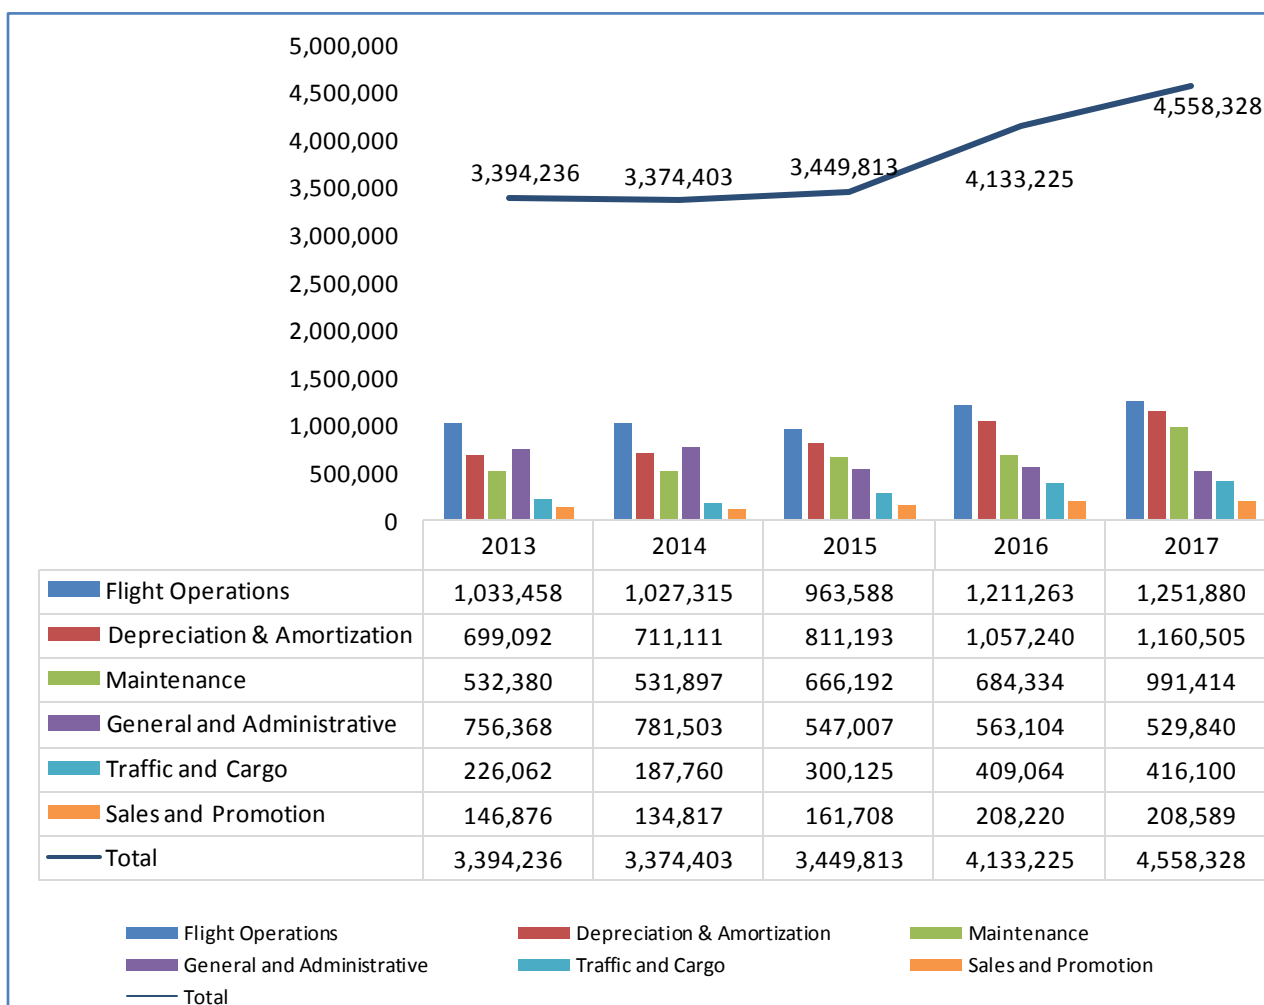 5,000,000
4,500,000
4,000,000
3,500,000
3,000,000
2,500,000
2,000,000
1,500,000
1,000,000
500,000
0
3,394,236 3,374,403 3,449,813 4,133,225 4,558,328
2013 2014 2015 2016 2017
Flight Operations 1,033,458 1,027,315 963,588 1,211,263 1,251,880
Depreciation & Amortization 699,092 711,111 811,193 1,057,240 1,160,505
Maintenance 532,380 531,897 666,192 684,334 991,414
General and Administrative 756,368 781,503 547,007 563,104 529,840
Traffic and Cargo 226,062 187,760 300,125 409,064 416,100
Sales and Promotion 146,876 134,817 161,708 208,220 208,589
Total 3,394,236 3,374,403 3,449,813 4,133,225 4,558,328
Flight Operations Depreciation & Amortization Maintenance
General and Administrative Traffic and Cargo Sales and Promotion
Total